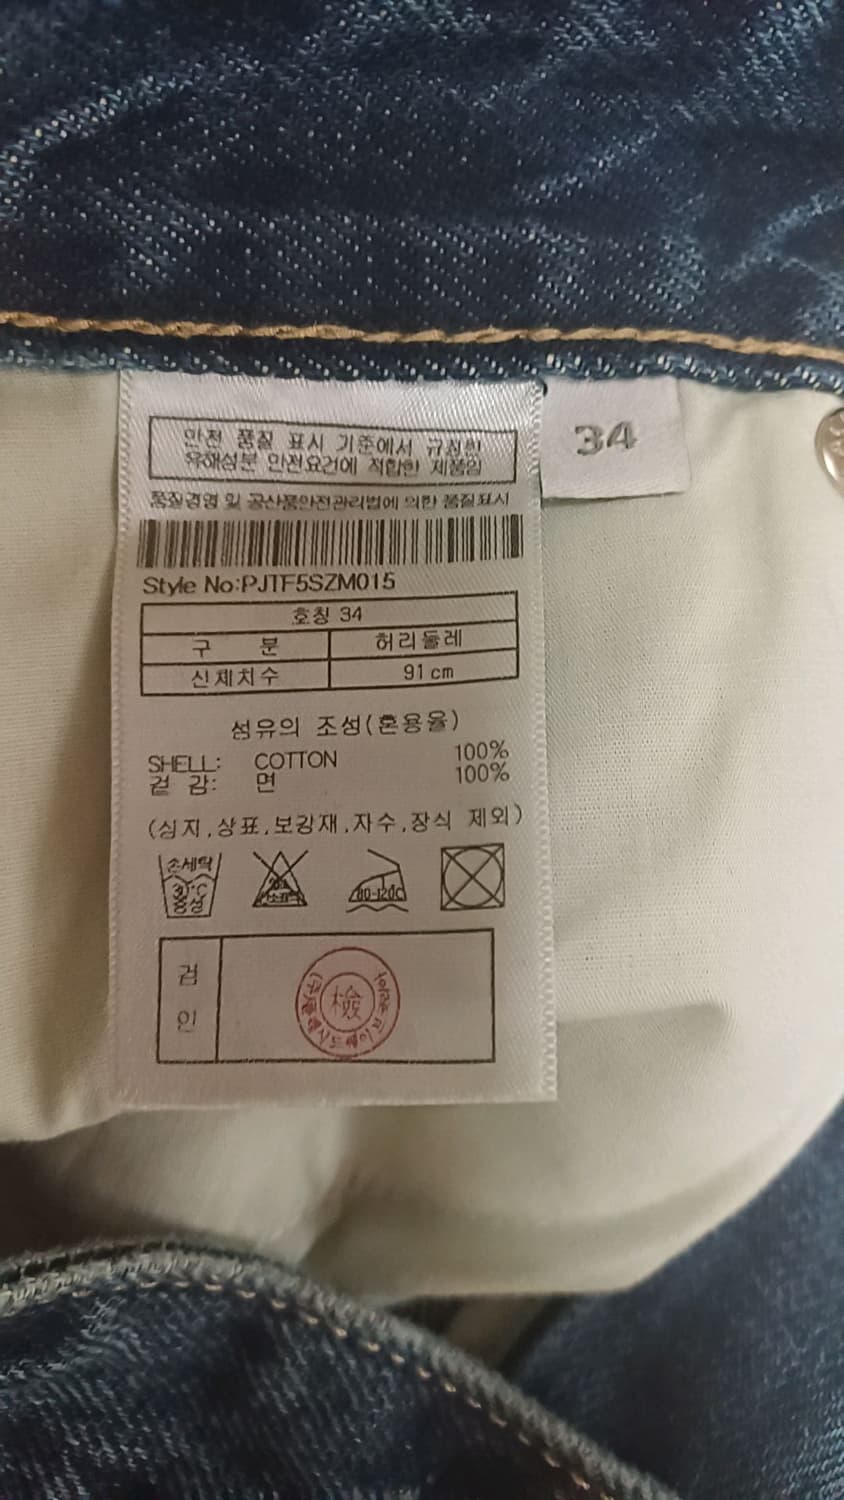 안전 품질 표시 기준에서 규정한
유해성분 안전요건에 적합한 제품임
34
품질경영 및 공산품안전관리법에 의한 품질표시
Style No:PJTF5SZM015
호칭 34
구 분 허리둘레
신체치수 91cm
섬유의 조성(혼용율)
SHELL: COTTON 100%
겉 감: 면 100%
(심지,상표,보강재,자수,장식 제외)
손세탁
30℃
중성
80-120C
검
인
檢